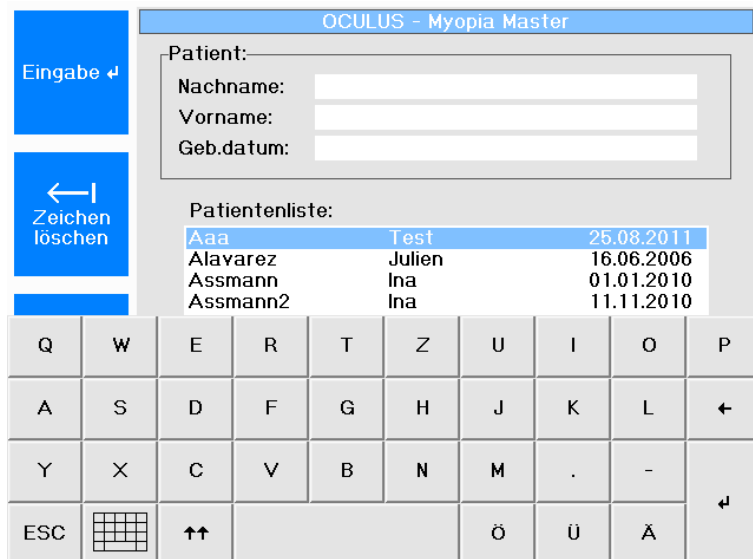 OCULUS - Myopia Master
Eingabe ↵
Patient:
Nachname:
Vorname:
Geb.datum:
Zeichen
löschen
Patientenliste:
Aaa Test 25.08.2011
Alavarez Julien 16.06.2006
Assmann Ina 01.01.2010
Assmann2 Ina 11.11.2010
Q W E R T Z U I O P
A S D F G H J K L ←
Y X C V B N M . - ↵
ESC ↑↑ Ö Ü Ä